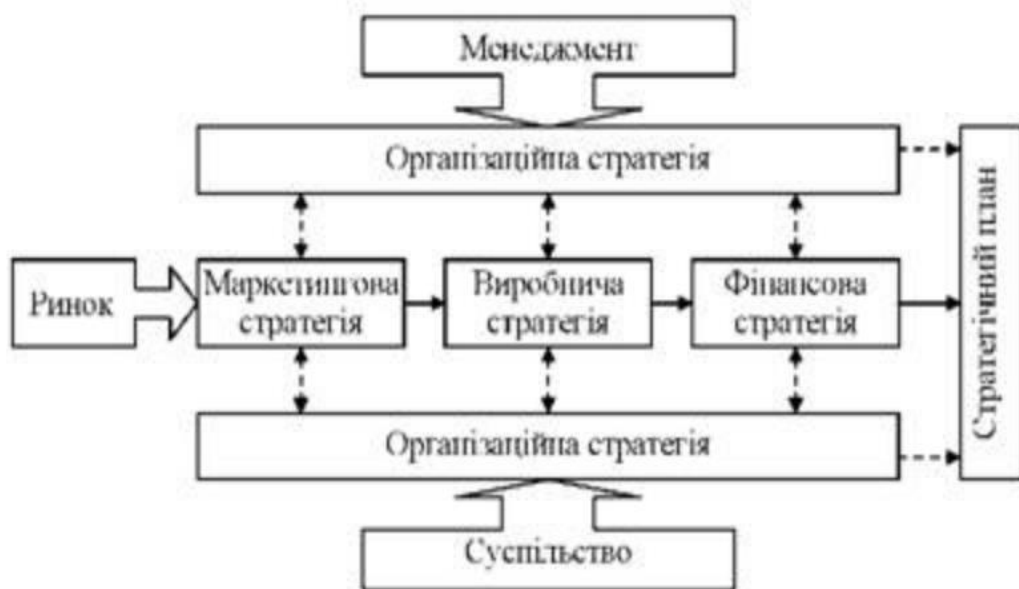 Менеджмент
Організаційна стратегія
Ринок
Маркетингова
стратегія
Виробнича
стратегія
Фінансова
стратегія
Стратегічний план
Організаційна стратегія
Суспільство